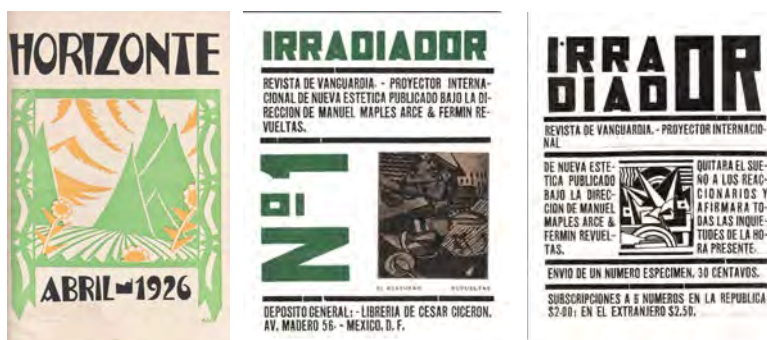 HORIZONTE
ABRIL-1926
IRRADIADOR
REVISTA DE VANGUARDIA. - PROYECTOR INTERNA-
CIONAL DE NUEVA ESTETICA PUBLICADO BAJO LA DI-
RECCION DE MANUEL MAPLES ARCE & FERMIN RE-
VUELTAS.
Nº1
EL RESTORAN REVUELTAS
DEPOSITO GENERAL: - LIBRERIA DE CESAR CICERON.
AV. MADERO 56. - MEXICO, D. F.
IRRA
DIADOR
REVISTA DE VANGUARDIA. - PROYECTOR INTERNACIO-
NAL
DE NUEVA ESTE-
TICA PUBLICADO
BAJO LA DIREC-
CION DE MANUEL
MAPLES ARCE &
FERMIN REVUEL-
TAS.
QUITARA EL SUE-
ÑO A LOS REAC-
CIONARIOS Y
AFIRMARA TO-
DAS LAS INQUIE-
TUDES DE LA HO-
RA PRESENTE.
ENVIO DE UN NUMERO ESPECIMEN, 30 CENTAVOS.
SUBSCRIPCIONES A 6 NUMEROS EN LA REPUBLICA
$2.00: EN EL EXTRANJERO $2.50.